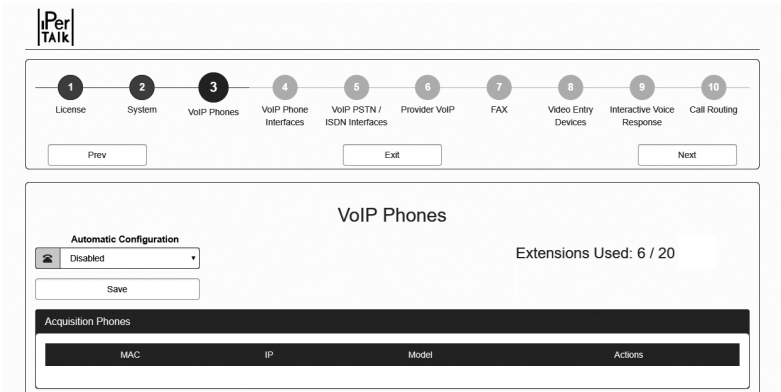 iPer
TAlk
1 2 3 4 5 6 7 8 9 10
License System VoIP Phones VoIP Phone Interfaces VoIP PSTN / ISDN Interfaces Provider VoIP FAX Video Entry Devices Interactive Voice Response Call Routing
Prev Exit Next
VoIP Phones
Automatic Configuration
Disabled
Extensions Used: 6 / 20
Save
Acquisition Phones
MAC IP Model Actions